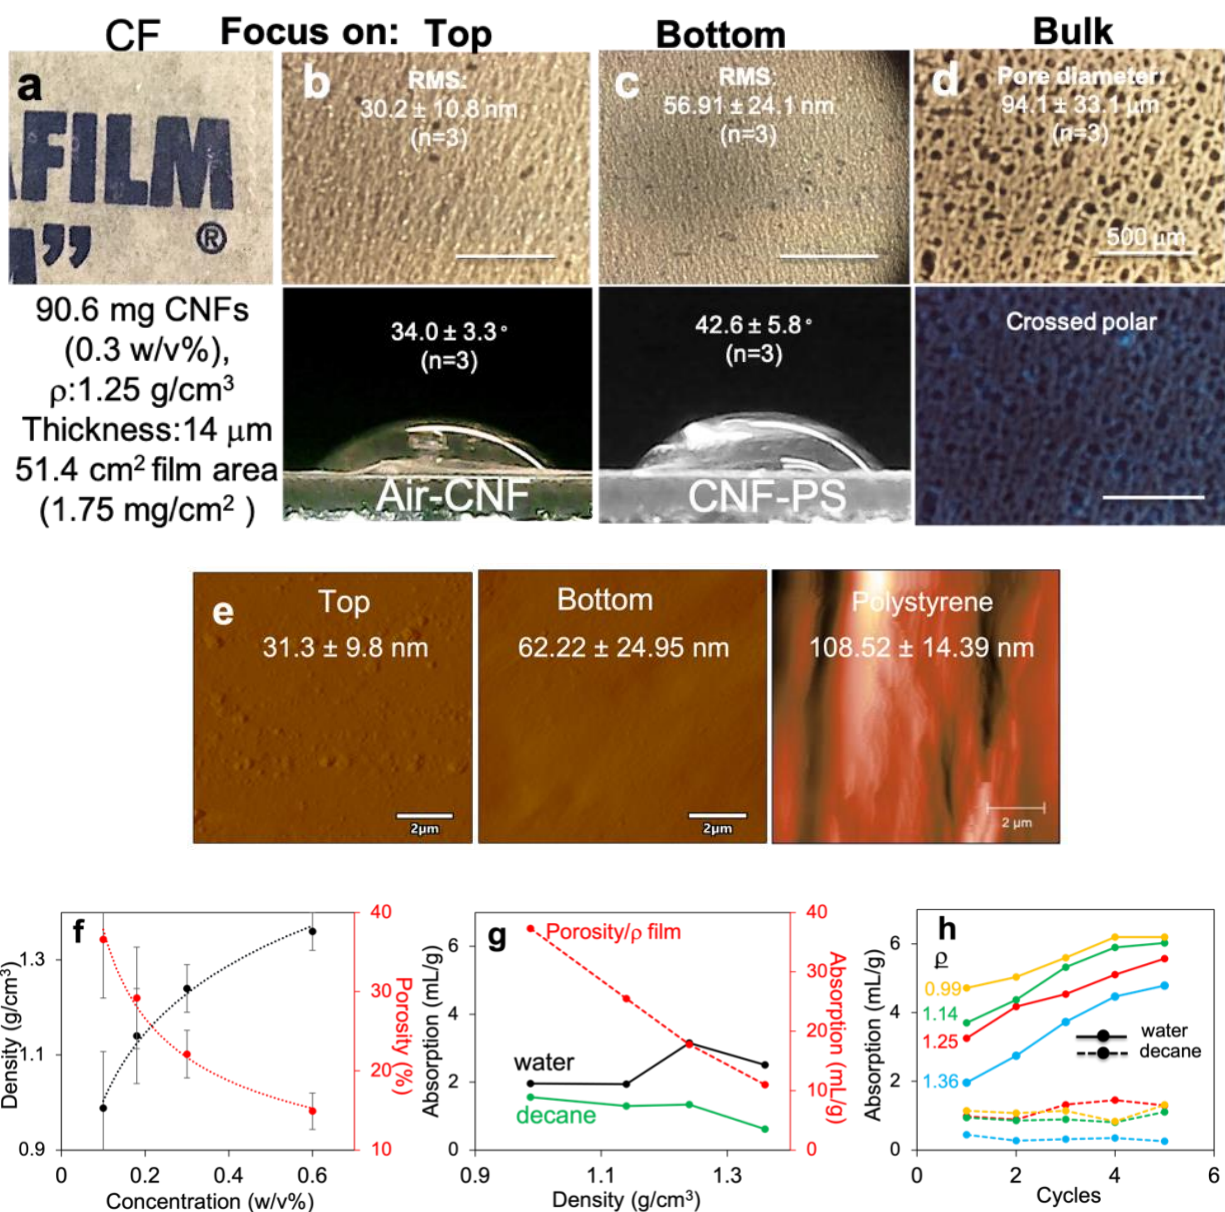 CF
Focus on: Top
Bottom
Bulk
a
FILM
®
”
b
RMS:
30.2 ± 10.8 nm
(n=3)
c
RMS:
56.91 ± 24.1 nm
(n=3)
d
Pore diameter:
94.1 ± 33.1 μm
(n=3)
500 μm
90.6 mg CNFs
(0.3 w/v%),
ρ:1.25 g/cm³
Thickness:14 μm
51.4 cm² film area
(1.75 mg/cm² )
34.0 ± 3.3°
(n=3)
Air-CNF
42.6 ± 5.8°
(n=3)
CNF-PS
Crossed polar
e
Top
31.3 ± 9.8 nm
2μm
Bottom
62.22 ± 24.95 nm
2μm
Polystyrene
108.52 ± 14.39 nm
2 μm
f
Density (g/cm³)
1.3
1.1
0.9
0
0.2
0.4
0.6
Concentration (w/v%)
40
30
20
10
Porosity (%)
g
Porosity/ρ film
water
decane
Absorption (mL/g)
6
4
2
0
0.9
1.1
1.3
Density (g/cm³)
40
30
20
10
0
Absorption (mL/g)
h
ρ
0.99
1.14
1.25
1.36
water
decane
Absorption (mL/g)
6
4
2
0
0
2
4
6
Cycles